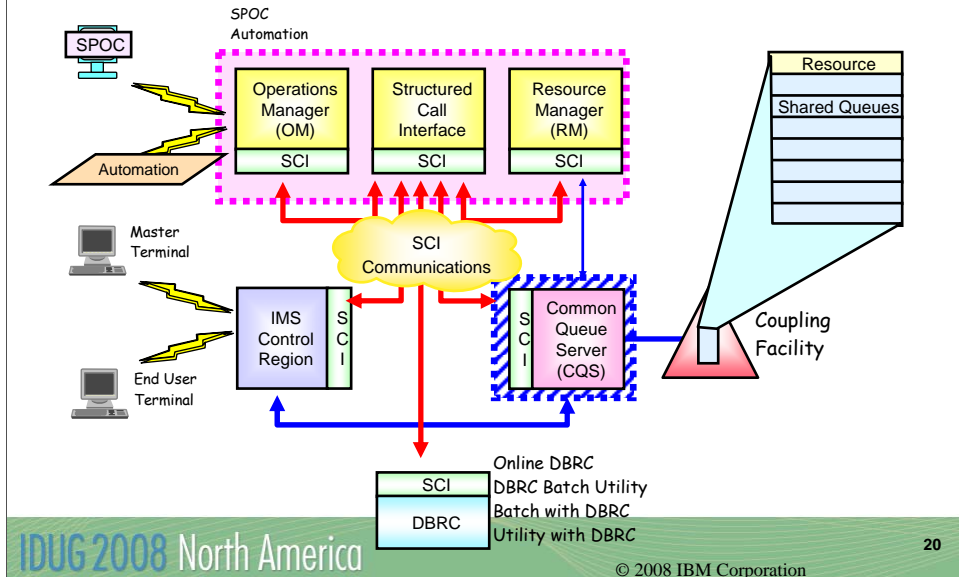 SPOC
Automation
SPOC
Automation
Operations
Manager
(OM)
SCI
Structured
Call
Interface
SCI
Resource
Manager
(RM)
SCI
Resource
Shared Queues
Master
Terminal
End User
Terminal
SCI
Communications
IMS
Control
Region
S
C
I
S
C
I
Common
Queue
Server
(CQS)
Coupling
Facility
SCI
DBRC
Online DBRC
DBRC Batch Utility
Batch with DBRC
Utility with DBRC
IDUG 2008 North America
© 2008 IBM Corporation
20